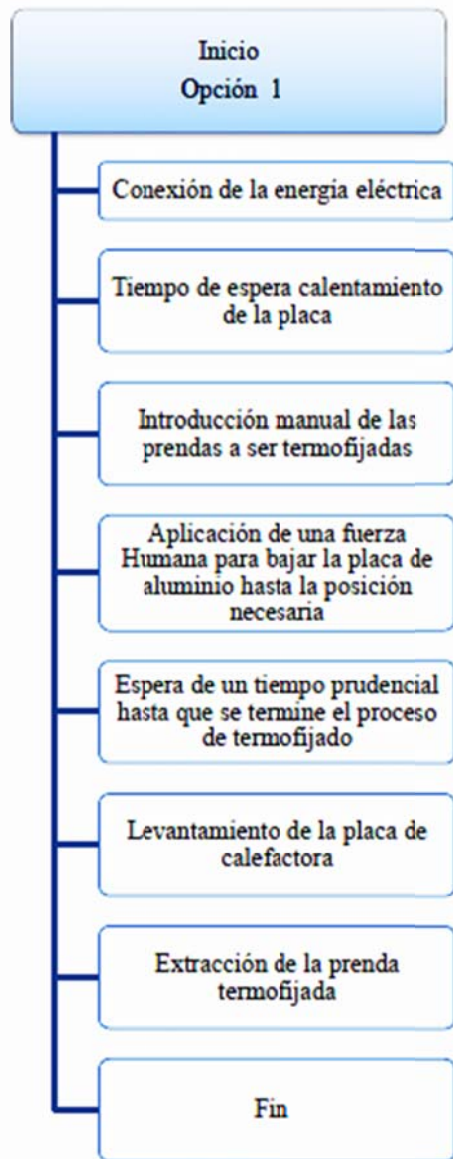 Inicio
Opción 1
Conexión de la energia eléctrica
Tiempo de espera calentamiento
de la placa
Introducción manual de las
prendas a ser termofijadas
Aplicación de una fuerza
Humana para bajar la placa de
aluminio hasta la posición
necesaria
Espera de un tiempo prudencial
hasta que se termine el proceso
de termofijado
Levantamiento de la placa de
calefactora
Extracción de la prenda
termofijada
Fin